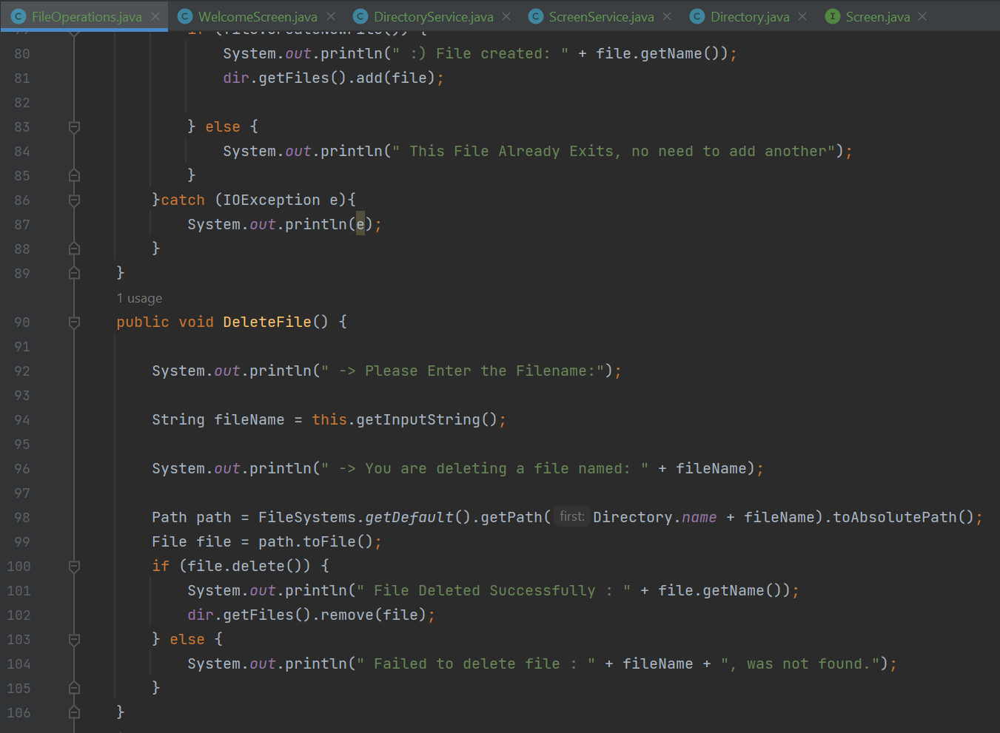 FileOperations.java WelcomeScreen.java DirectoryService.java ScreenService.java Directory.java Screen.java
80 System.out.println(" :) File created: " + file.getName());
81 dir.getFiles().add(file);
82
83 } else {
84 System.out.println(" This File Already Exits, no need to add another");
85 }
86 }catch (IOException e){
87 System.out.println(e);
88 }
89 }
1 usage
90 public void DeleteFile() {
91
92 System.out.println(" -> Please Enter the Filename:");
93
94 String fileName = this.getInputString();
95
96 System.out.println(" -> You are deleting a file named: " + fileName);
97
98 Path path = FileSystems.getDefault().getPath( first: Directory.name + fileName).toAbsolutePath();
99 File file = path.toFile();
100 if (file.delete()) {
101 System.out.println(" File Deleted Successfully : " + file.getName());
102 dir.getFiles().remove(file);
103 } else {
104 System.out.println(" Failed to delete file : " + fileName + ", was not found.");
105 }
106 }